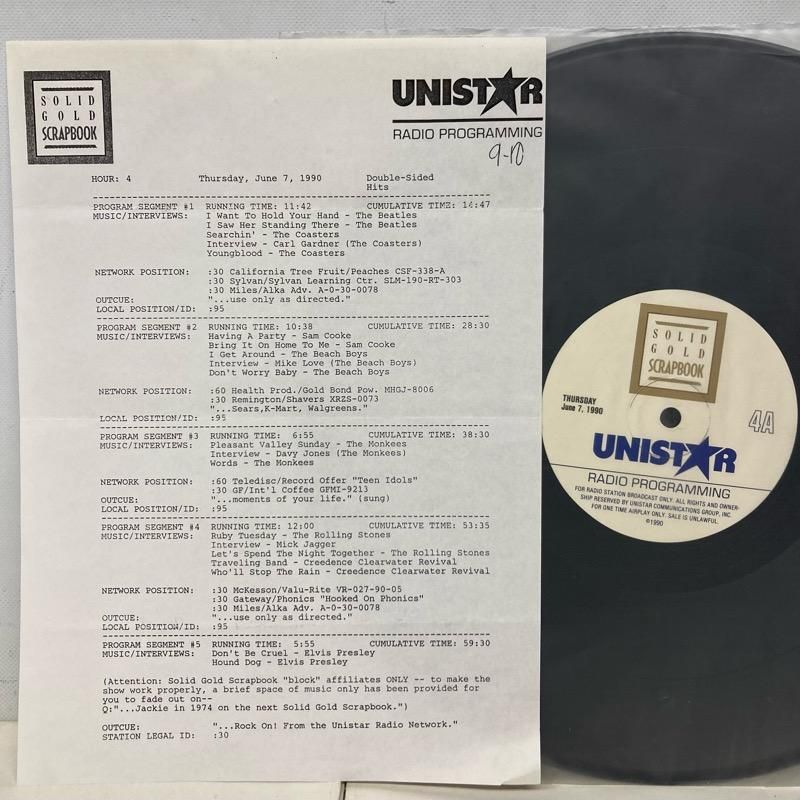 SOLID
GOLD
SCRAPBOOK
UNISTAR
RADIO PROGRAMMING
9-10
HOUR: 4 Thursday, June 7, 1990 Double-Sided
Hits
PROGRAM SEGMENT #1 RUNNING TIME: 11:42 CUMULATIVE TIME: 14:47
MUSIC/INTERVIEWS: I Want To Hold Your Hand - The Beatles
I Saw Her Standing There - The Beatles
Searchin' - The Coasters
Interview - Carl Gardner (The Coasters)
Youngblood - The Coasters
NETWORK POSITION: :30 California Tree Fruit/Peaches CSF-338-A
:30 Sylvan/Sylvan Learning Ctr. SLM-190-RT-303
:30 Miles/Alka Adv. A-0-30-0078
OUTCUE: "...use only as directed."
LOCAL POSITION/ID: :95
PROGRAM SEGMENT #2 RUNNING TIME: 10:38 CUMULATIVE TIME: 28:30
MUSIC/INTERVIEWS: Having A Party - Sam Cooke
Bring It On Home To Me - Sam Cooke
I Get Around - The Beach Boys
Interview - Mike Love (The Beach Boys)
Don't Worry Baby - The Beach Boys
NETWORK POSITION: :60 Health Prod./Gold Bond Pow. MHGJ-8006
:30 Remington/Shavers XRZS-0073
"...Sears,K-Mart, Walgreens."
LOCAL POSITION/ID: :95
PROGRAM SEGMENT #3 RUNNING TIME: 6:55 CUMULATIVE TIME: 38:30
MUSIC/INTERVIEWS: Pleasant Valley Sunday - The Monkees
Interview - Davy Jones (The Monkees)
Words - The Monkees
NETWORK POSITION: :60 Teledisc/Record Offer "Teen Idols"
:30 GF/Int'l Coffee GFMI-9213
OUTCUE: "...moments of your life." (sung)
LOCAL POSITION/ID: :95
PROGRAM SEGMENT #4 RUNNING TIME: 12:00 CUMULATIVE TIME: 53:35
MUSIC/INTERVIEWS: Ruby Tuesday - The Rolling Stones
Interview - Mick Jagger
Let's Spend The Night Together - The Rolling Stones
Traveling Band - Creedence Clearwater Revival
Who'll Stop The Rain - Creedence Clearwater Revival
NETWORK POSITION: :30 McKesson/Valu-Rite VR-027-90-05
:30 Gateway/Phonics "Hooked On Phonics"
:30 Miles/Alka Adv. A-0-30-0078
OUTCUE: "...use only as directed."
LOCAL POSITION/ID: :95
PROGRAM SEGMENT #5 RUNNING TIME: 5:55 CUMULATIVE TIME: 59:30
MUSIC/INTERVIEWS: Don't Be Cruel - Elvis Presley
Hound Dog - Elvis Presley
(Attention: Solid Gold Scrapbook "block" affiliates ONLY -- to make the
show work properly, a brief space of music only has been provided for
you to fade out on--
Q:"...Jackie in 1974 on the next Solid Gold Scrapbook.")
OUTCUE: "...Rock On! From the Unistar Radio Network."
STATION LEGAL ID: :30
SOLID
GOLD
SCRAPBOOK
THURSDAY
June 7, 1990
4A
UNISTAR
RADIO PROGRAMMING
FOR RADIO STATION BROADCAST ONLY. ALL RIGHTS AND OWNER-
SHIP RESERVED BY UNISTAR COMMUNICATIONS GROUP, INC.
FOR ONE TIME AIRPLAY ONLY. SALE IS UNLAWFUL.
©1990